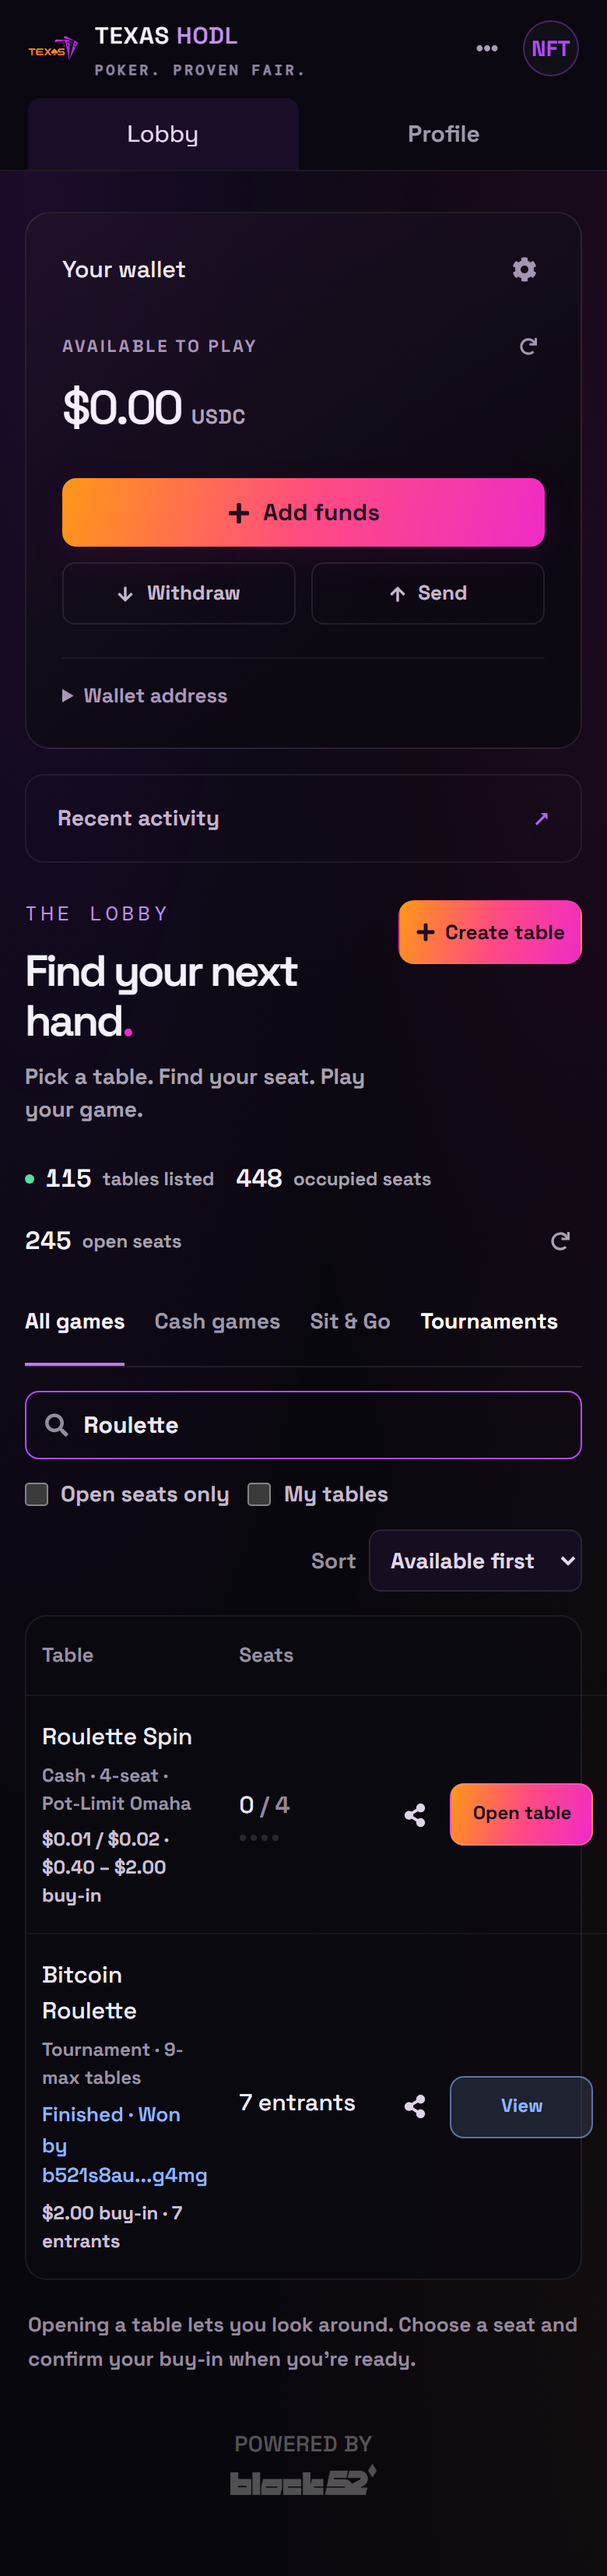 TEXAS
TEXAS HODL
POKER. PROVEN FAIR.
NFT
Lobby
Profile
Your wallet
AVAILABLE TO PLAY
$0.00 USDC
Add funds
Withdraw
Send
Wallet address
Recent activity
THE LOBBY
Create table
Find your next
hand.
Pick a table. Find your seat. Play
your game.
115 tables listed 448 occupied seats
245 open seats
All games Cash games Sit & Go Tournaments
Roulette
Open seats only My tables
Sort Available first
Table Seats
Roulette Spin
Cash · 4-seat ·
Pot-Limit Omaha
$0.01 / $0.02 ·
$0.40 – $2.00
buy-in
0 / 4
Open table
Bitcoin
Roulette
Tournament · 9-
max tables
Finished · Won
by
b521s8au...g4mg
$2.00 buy-in · 7
entrants
7 entrants
View
Opening a table lets you look around. Choose a seat and
confirm your buy-in when you’re ready.
POWERED BY
block52